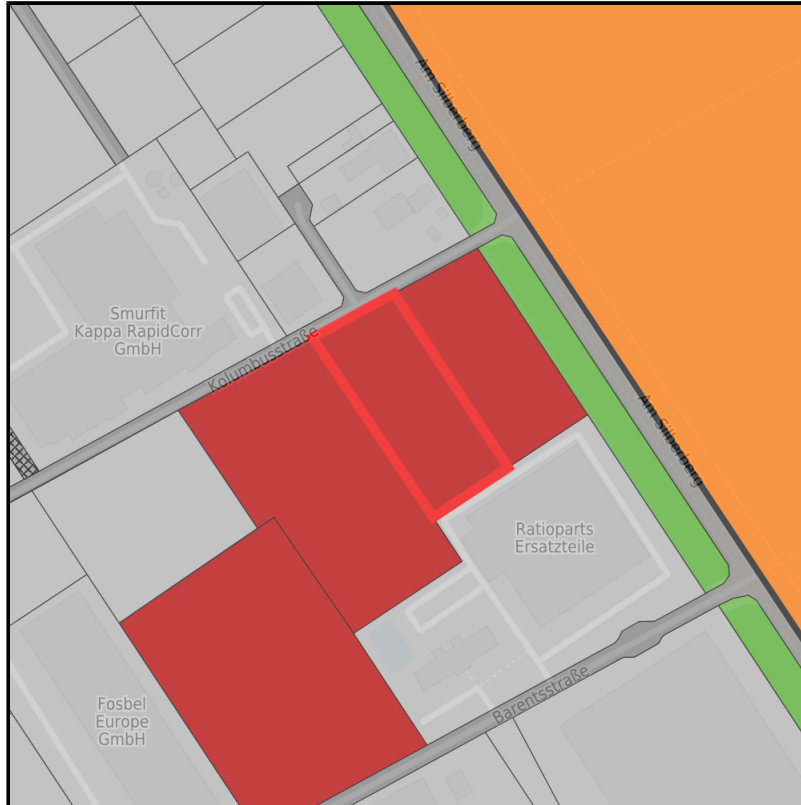 Am Silberberg
Smurfit
Kappa RapidCorr
GmbH
Kolumbusstraße
Am Silberberg
Ratioparts
Ersatzteile
Barentsstraße
Fosbel
Europe
GmbH